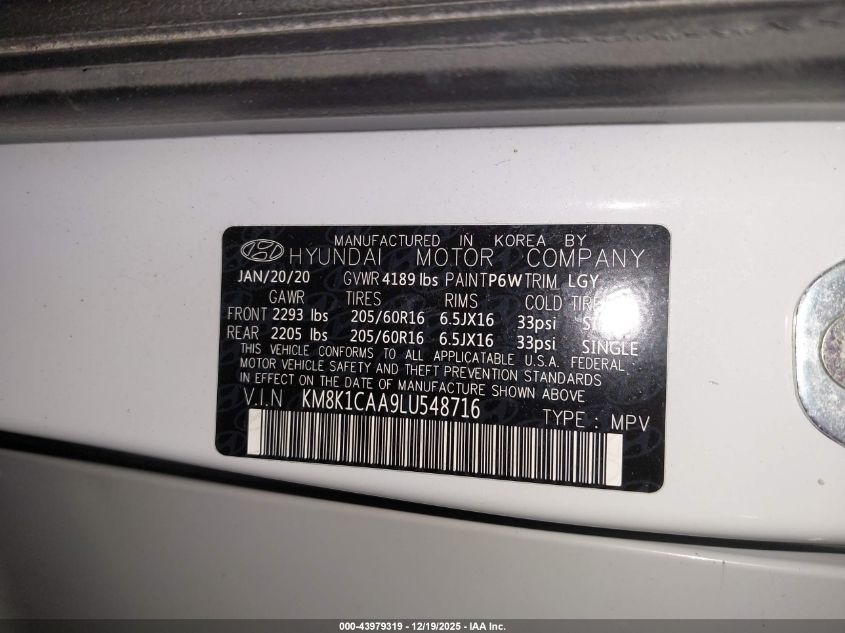 MANUFACTURED IN KOREA BY
HYUNDAI MOTOR COMPANY
JAN/20/20 GVWR 4189 lbs PAINT P6W TRIM LGY
GAWR TIRES RIMS COLD TIRE
FRONT 2293 lbs 205/60R16 6.5JX16 33psi
REAR 2205 lbs 205/60R16 6.5JX16 33psi SINGLE
THIS VEHICLE CONFORMS TO ALL APPLICATABLE U.S.A. FEDERAL
MOTOR VEHICLE SAFETY AND THEFT PREVENTION STANDARDS
IN EFFECT ON THE DATE OF MANUFACTURE SHOWN ABOVE
V.I.N KM8K1CAA9LU548716
TYPE : MPV
000-43979319 - 12/19/2025 - IAA Inc.